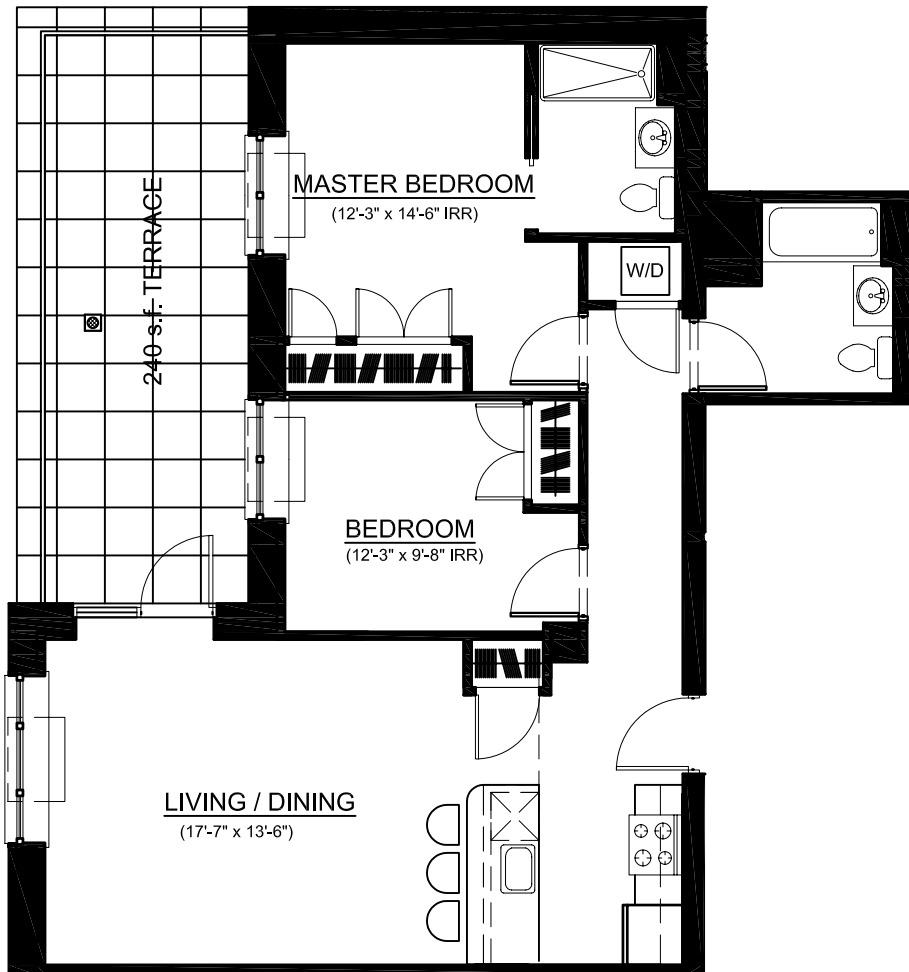 MASTER BEDROOM
(12'-3" x 14'-6" IRR)
240 s.f. TERRACE
W/D
BEDROOM
(12'-3" x 9'-8" IRR)
LIVING / DINING
(17'-7" x 13'-6")